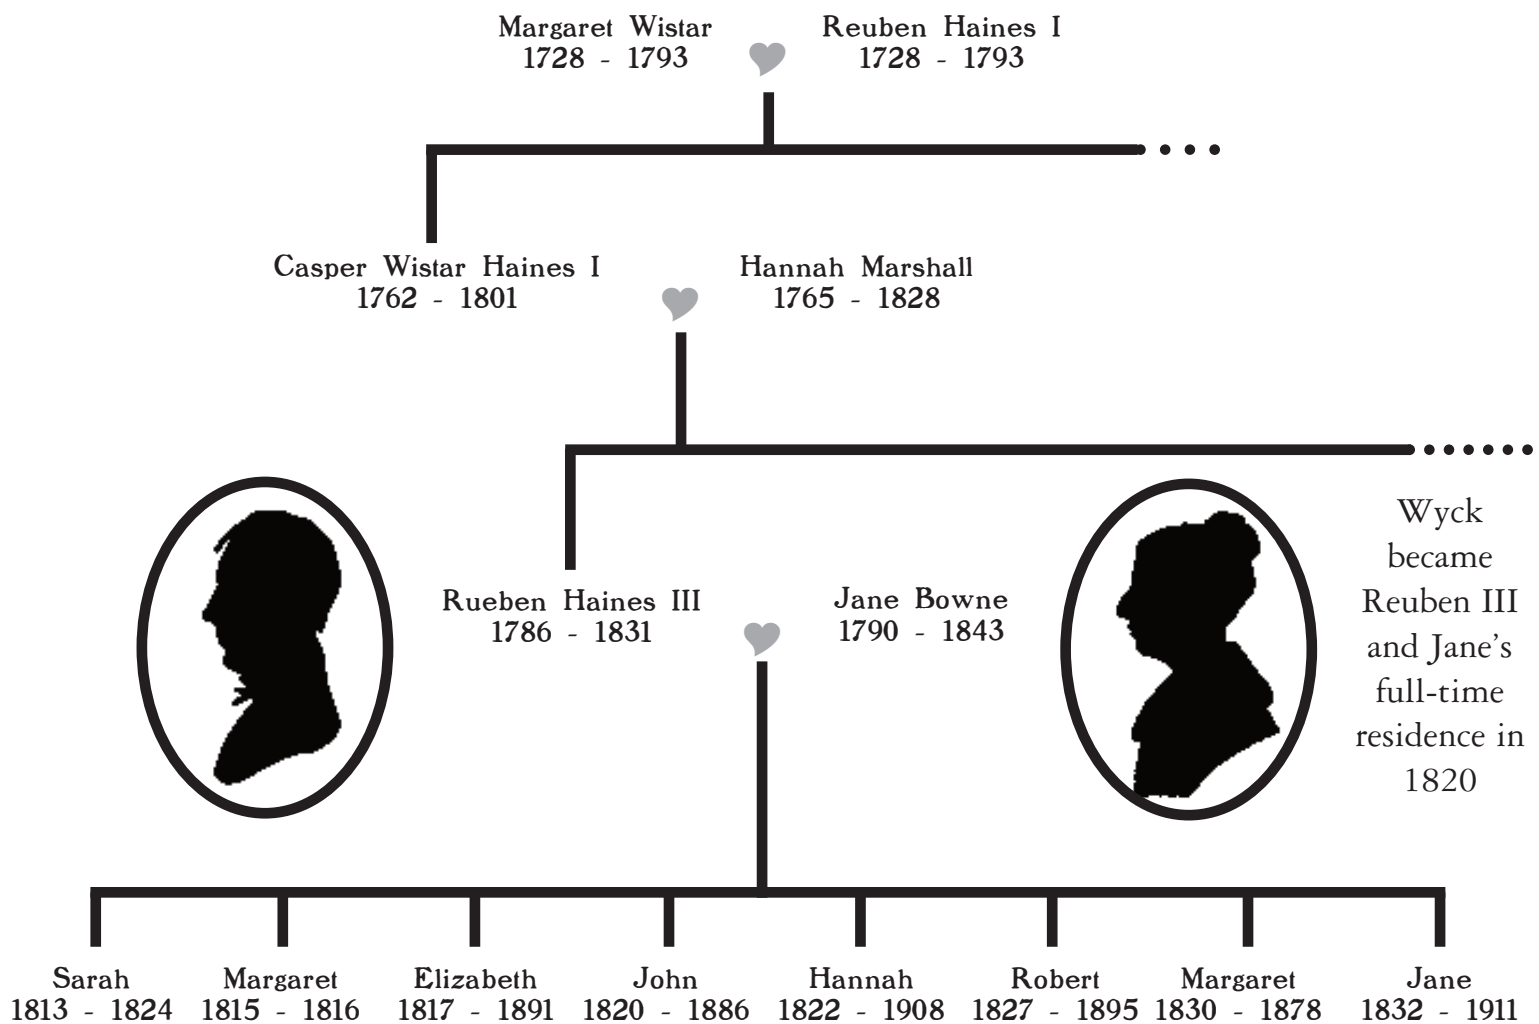 Margaret Wistar
1728 - 1793
Reuben Haines I
1728 - 1793
Casper Wistar Haines I
1762 - 1801
Hannah Marshall
1765 - 1828
Rueben Haines III
1786 - 1831
Jane Bowne
1790 - 1843
Wyck
became
Reuben III
and Jane's
full-time
residence in
1820
Sarah
1813 - 1824
Margaret
1815 - 1816
Elizabeth
1817 - 1891
John
1820 - 1886
Hannah
1822 - 1908
Robert
1827 - 1895
Margaret
1830 - 1878
Jane
1832 - 1911